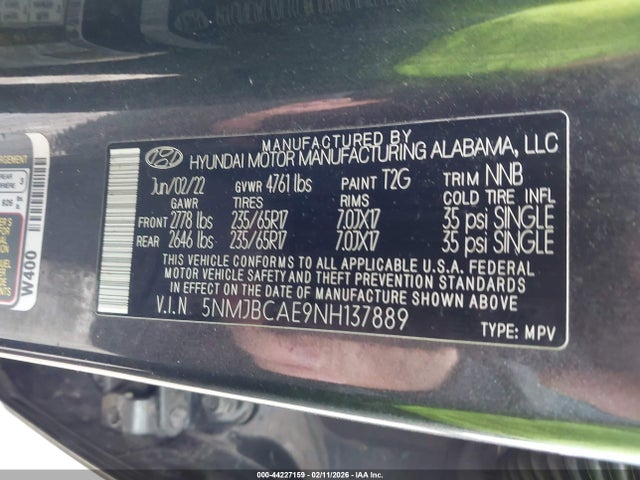 MANUFACTURED BY
HYUNDAI MOTOR MANUFACTURING ALABAMA, LLC
Jun/02/22 GVWR 4761 lbs PAINT T2G TRIM NNB
GAWR TIRES RIMS COLD TIRE INFL
FRONT 2778 lbs 235/65R17 7.0JX17 35 psi SINGLE
REAR 2646 lbs 235/65R17 7.0JX17 35 psi SINGLE
THIS VEHICLE CONFORMS TO ALL APPLICABLE U.S.A. FEDERAL
MOTOR VEHICLE SAFETY AND THEFT PREVENTION STANDARDS
IN EFFECT ON THE DATE OF MANUFACTURE SHOWN ABOVE.
V.I.N 5NMJBCAE9NH137889
TYPE: MPV
W400
000-44227159 - 02/11/2026 - IAAI Inc.